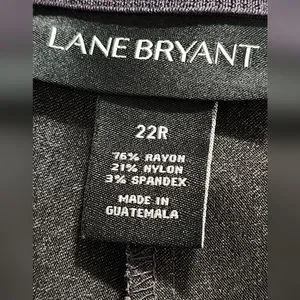 LANE BRYANT
22R
76% RAYON
21% NYLON
3% SPANDEX
MADE IN
GUATEMALA